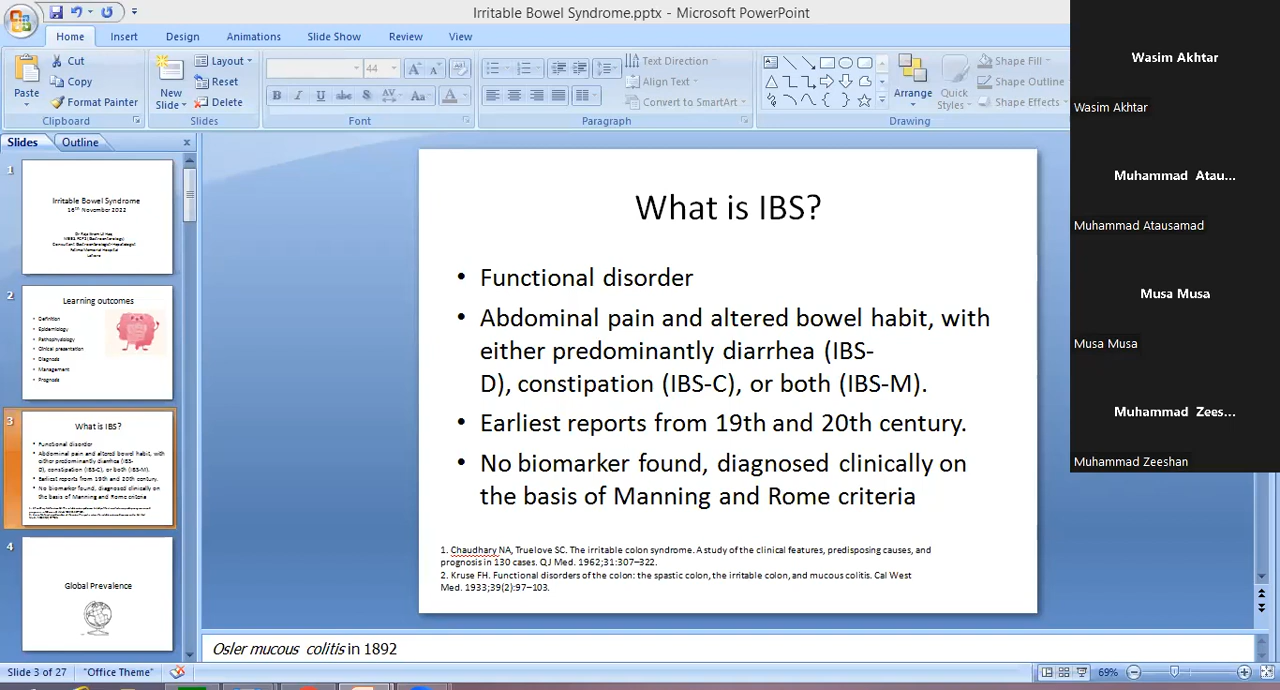 Irritable Bowel Syndrome.pptx - Microsoft PowerPoint
Home Insert Design Animations Slide Show Review View
Paste
Cut
Copy
Format Painter
Clipboard
New Slide
Layout
Reset
Delete
Slides
44
B I U abc S AV Aa A
Font
Text Direction
Align Text
Convert to SmartArt
Paragraph
Arrange
Quick Styles
Shape Fill
Shape Outline
Shape Effects
Drawing
Slides Outline x
1
Irritable Bowel Syndrome
16th November 2022
Lahore
2
Learning outcomes
• Definition
• Epidemiology
• Pathophysiology
• Clinical presentation
• Diagnosis
• Management
• Prognosis
3
What is IBS?
• Functional disorder
• Abdominal pain and altered bowel habit, with
either predominantly diarrhea (IBS-
D), constipation (IBS-C), or both (IBS-M).
• Earliest reports from 19th and 20th century.
• No biomarker found, diagnosed clinically on
the basis of Manning and Rome criteria
4
Global Prevalence
What is IBS?
• Functional disorder
• Abdominal pain and altered bowel habit, with
either predominantly diarrhea (IBS-
D), constipation (IBS-C), or both (IBS-M).
• Earliest reports from 19th and 20th century.
• No biomarker found, diagnosed clinically on
the basis of Manning and Rome criteria
1. Chaudhary NA, Truelove SC. The irritable colon syndrome. A study of the clinical features, predisposing causes, and
prognosis in 130 cases. Q J Med. 1962;31:307–322.
2. Kruse FH. Functional disorders of the colon: the spastic colon, the irritable colon, and mucous colitis. Cal West
Med. 1933;39(2):97–103.
Osler mucous colitis in 1892
Wasim Akhtar
Wasim Akhtar
Muhammad Atau...
Muhammad Atausamad
Musa Musa
Musa Musa
Muhammad Zees...
Muhammad Zeeshan
Slide 3 of 27 "Office Theme" 69%